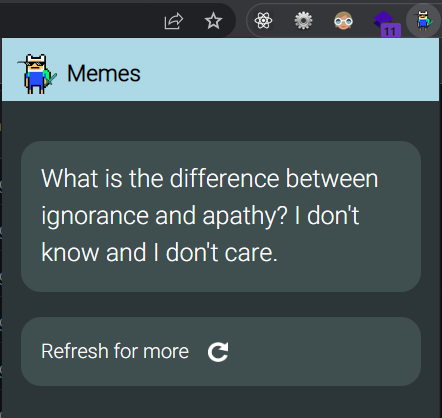 11
Memes
What is the difference between
ignorance and apathy? I don't
know and I don't care.
Refresh for more